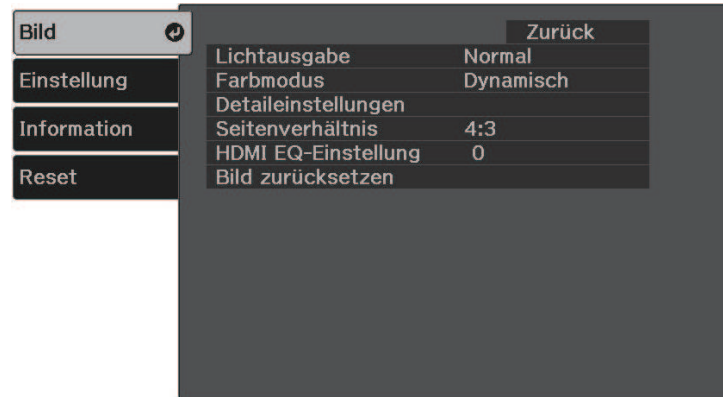 Bild
Einstellung
Information
Reset
Zurück
Lichtausgabe Normal
Farbmodus Dynamisch
Detaileinstellungen
Seitenverhältnis 4:3
HDMI EQ-Einstellung 0
Bild zurücksetzen